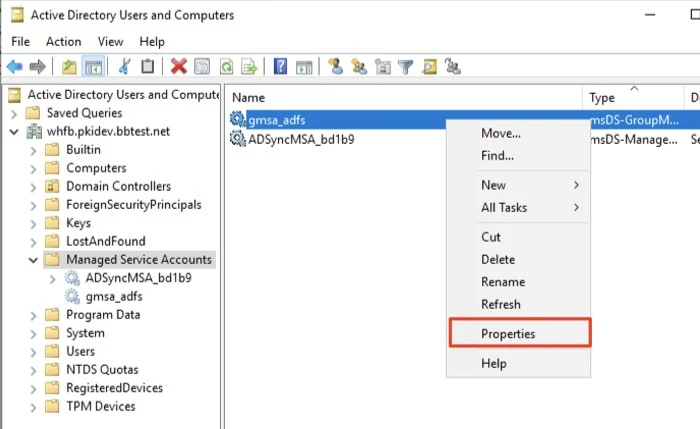 Active Directory Users and Computers
File Action View Help
Active Directory Users and Compute
Saved Queries
whfb.pkidev.bbtest.net
Builtin
Computers
Domain Controllers
ForeignSecurityPrincipals
Keys
LostAndFound
Managed Service Accounts
ADSyncMSA_bd1b9
gmsa_adfs
Program Data
System
Users
NTDS Quotas
RegisteredDevices
TPM Devices
Name Type D
gmsa_adfs msDS-GroupM...
ADSyncMSA_bd1b9 msDS-Manage... Se
Move...
Find...
New
All Tasks
Cut
Delete
Rename
Refresh
Properties
Help